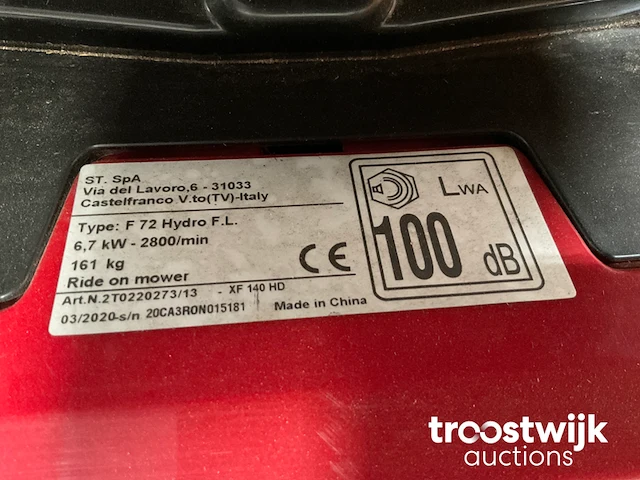 ST. SpA
Via del Lavoro,6 - 31033
Castelfranco V.to(TV)-Italy
Type: F 72 Hydro F.L.
6,7 kW - 2800/min
161 kg
Ride on mower
CE
Art.N.2T0220273/13 - XF 140 HD
03/2020-s/n 20CA3RON015181 Made in China
LWA
100 dB
troostwijk
auctions